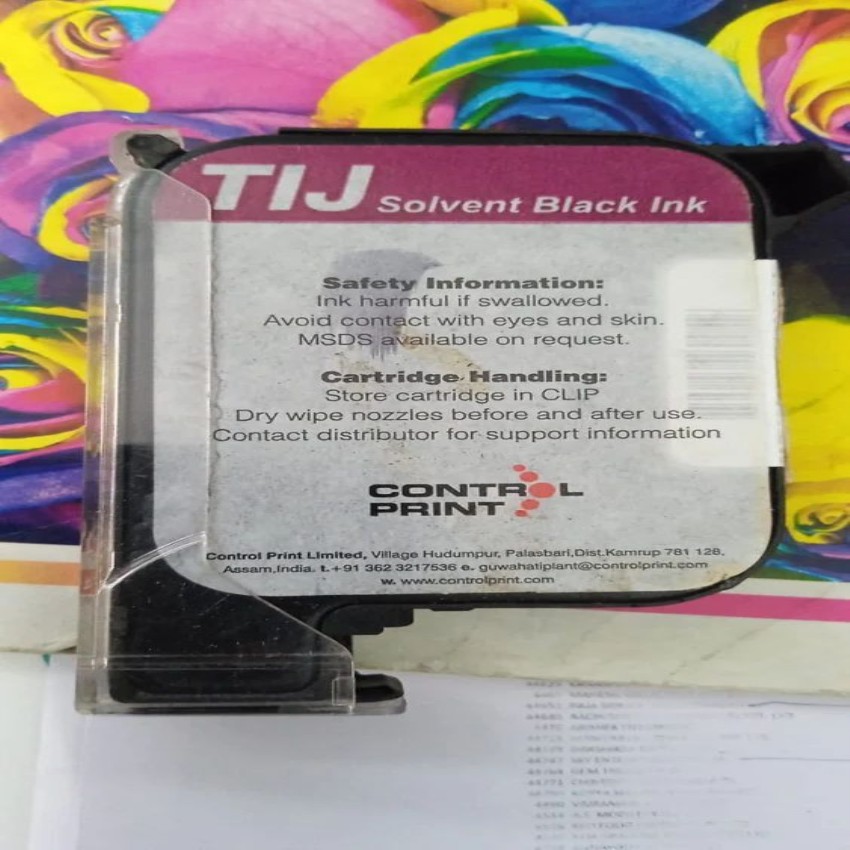 TIJ Solvent Black Ink
Safety Information:
Ink harmful if swallowed.
Avoid contact with eyes and skin.
MSDS available on request.
Cartridge Handling:
Store cartridge in CLIP
Dry wipe nozzles before and after use.
Contact distributor for support information
CONTROL
PRINT
Control Print Limited, Village Hudumpur, Palasbari,Dist.Kamrup 781 128,
Assam,India. t.+91 362 3217536 e. guwahatiplant@controlprint.com
w. www.controlprint.com